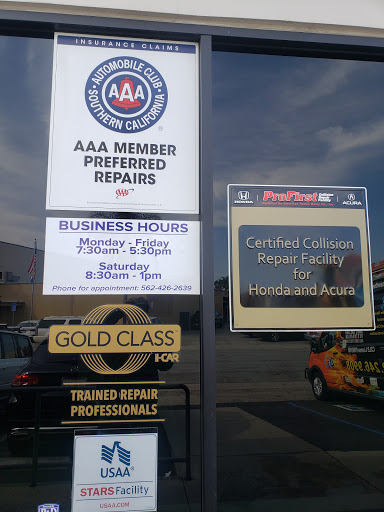 INSURANCE CLAIMS
AUTOMOBILE CLUB
AAA
SOUTHERN CALIFORNIA
AAA MEMBER
PREFERRED
REPAIRS
AAA
BUSINESS HOURS
Monday - Friday
7:30am - 5:30pm
Saturday
8:30am - 1pm
Phone for appointment: 562-426-2639
GOLD CLASS
I-CAR
TRAINED REPAIR
PROFESSIONALS
USAA®
STARS Facility
USAA.COM
HONDA
ProFirst
ACURA
Certified Collision
Repair Facility
for
Honda and Acura